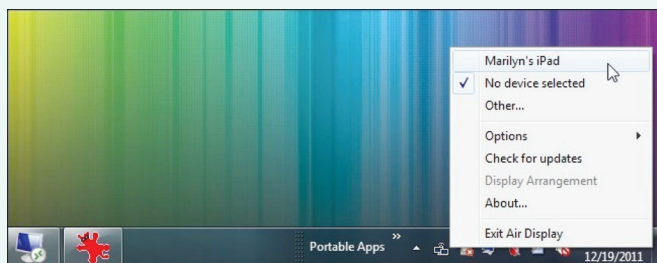 Marilyn's iPad
No device selected
Other...
Options
Check for updates
Display Arrangement
About...
Exit Air Display
Portable Apps
12/19/2011